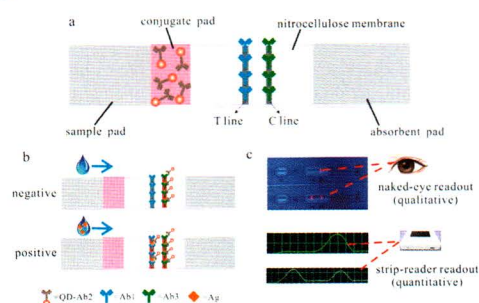 a
conjugate pad
nitrocellulose membrane
sample pad
T line
C line
absorbent pad
b
negative
positive
c
naked-eye readout
(qualitative)
strip-reader readout
(quantitative)
=QD-Ab2
=Ab1
=Ab3
=Ag